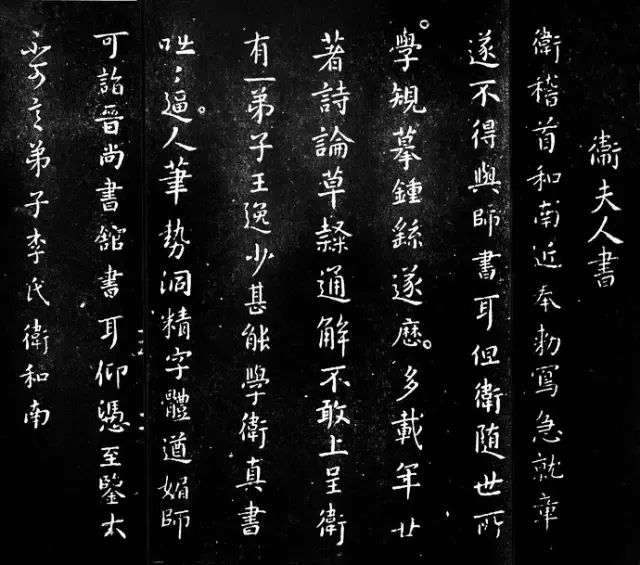 衛夫人書
衛稽首和南近奉勑寫急就章
遂不得與師書耳但衛隨世所
學規摹鍾繇遂歷多載年廿
著詩論草隸通解不敢上呈衛
有一弟子王逸少甚能學衛真書
咄〻逼人筆勢洞精字體遒媚師
可詣晉尚書館書耳仰憑至鑒大
不可言弟子李氏衛和南